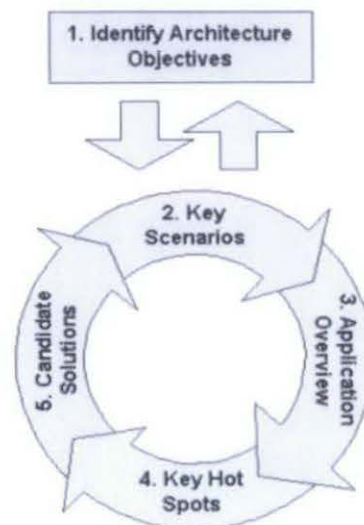 1. Identify Architecture
Objectives
2. Key
Scenarios
3. Application
Overview
4. Key Hot
Spots
5. Candidate
Solutions